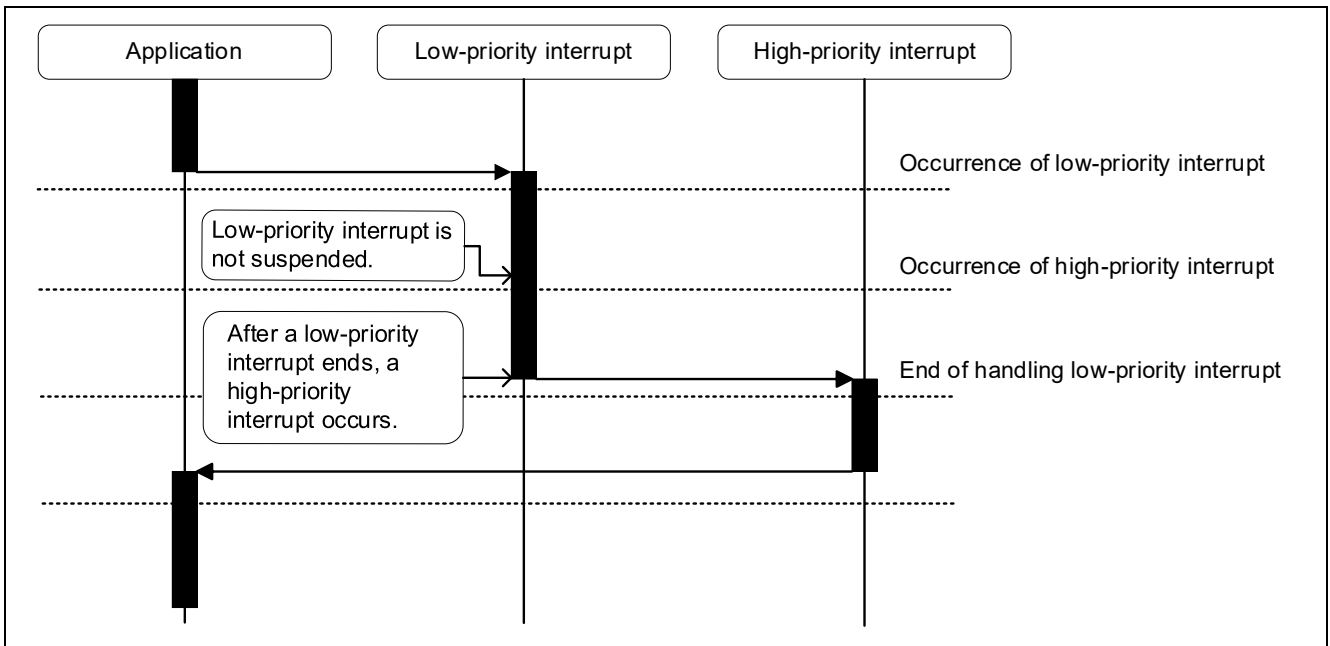 Application
Low-priority interrupt
High-priority interrupt
Occurrence of low-priority interrupt
Low-priority interrupt is
not suspended.
Occurrence of high-priority interrupt
After a low-priority
interrupt ends, a
high-priority
interrupt occurs.
End of handling low-priority interrupt